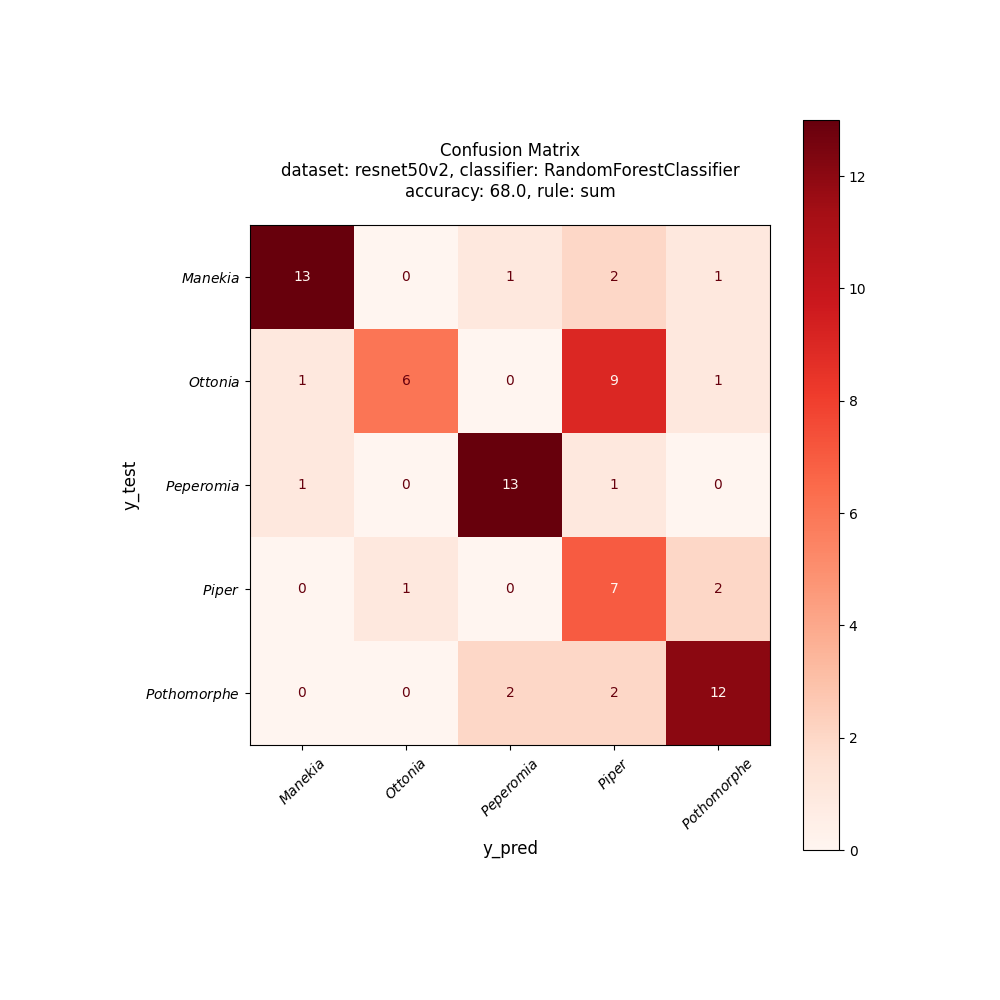 Confusion Matrix
dataset: resnet50v2, classifier: RandomForestClassifier
accuracy: 68.0, rule: sum
y_test
Manekia 13 0 1 2 1
Ottonia 1 6 0 9 1
Peperomia 1 0 13 1 0
Piper 0 1 0 7 2
Pothomorphe 0 0 2 2 12
Manekia Ottonia Peperomia Piper Pothomorphe
y_pred
12
10
8
6
4
2
0